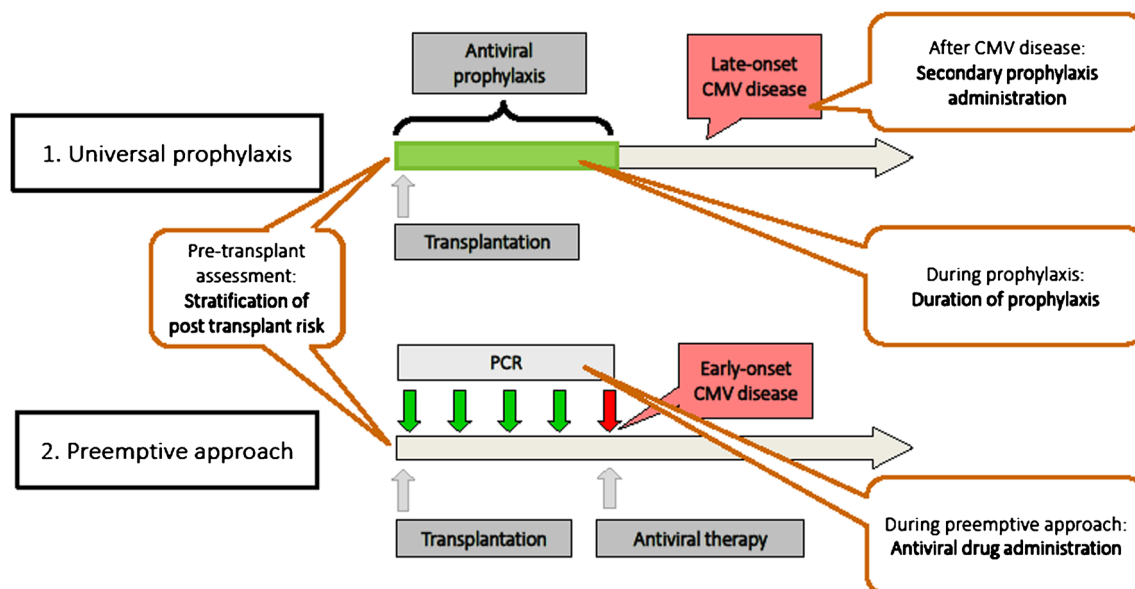 Antiviral
prophylaxis
Late-onset
CMV disease
After CMV disease:
Secondary prophylaxis
administration
1. Universal prophylaxis
Transplantation
Pre-transplant
assessment:
Stratification of
post transplant risk
During prophylaxis:
Duration of prophylaxis
PCR
Early-onset
CMV disease
2. Preemptive approach
Transplantation
Antiviral therapy
During preemptive approach:
Antiviral drug administration